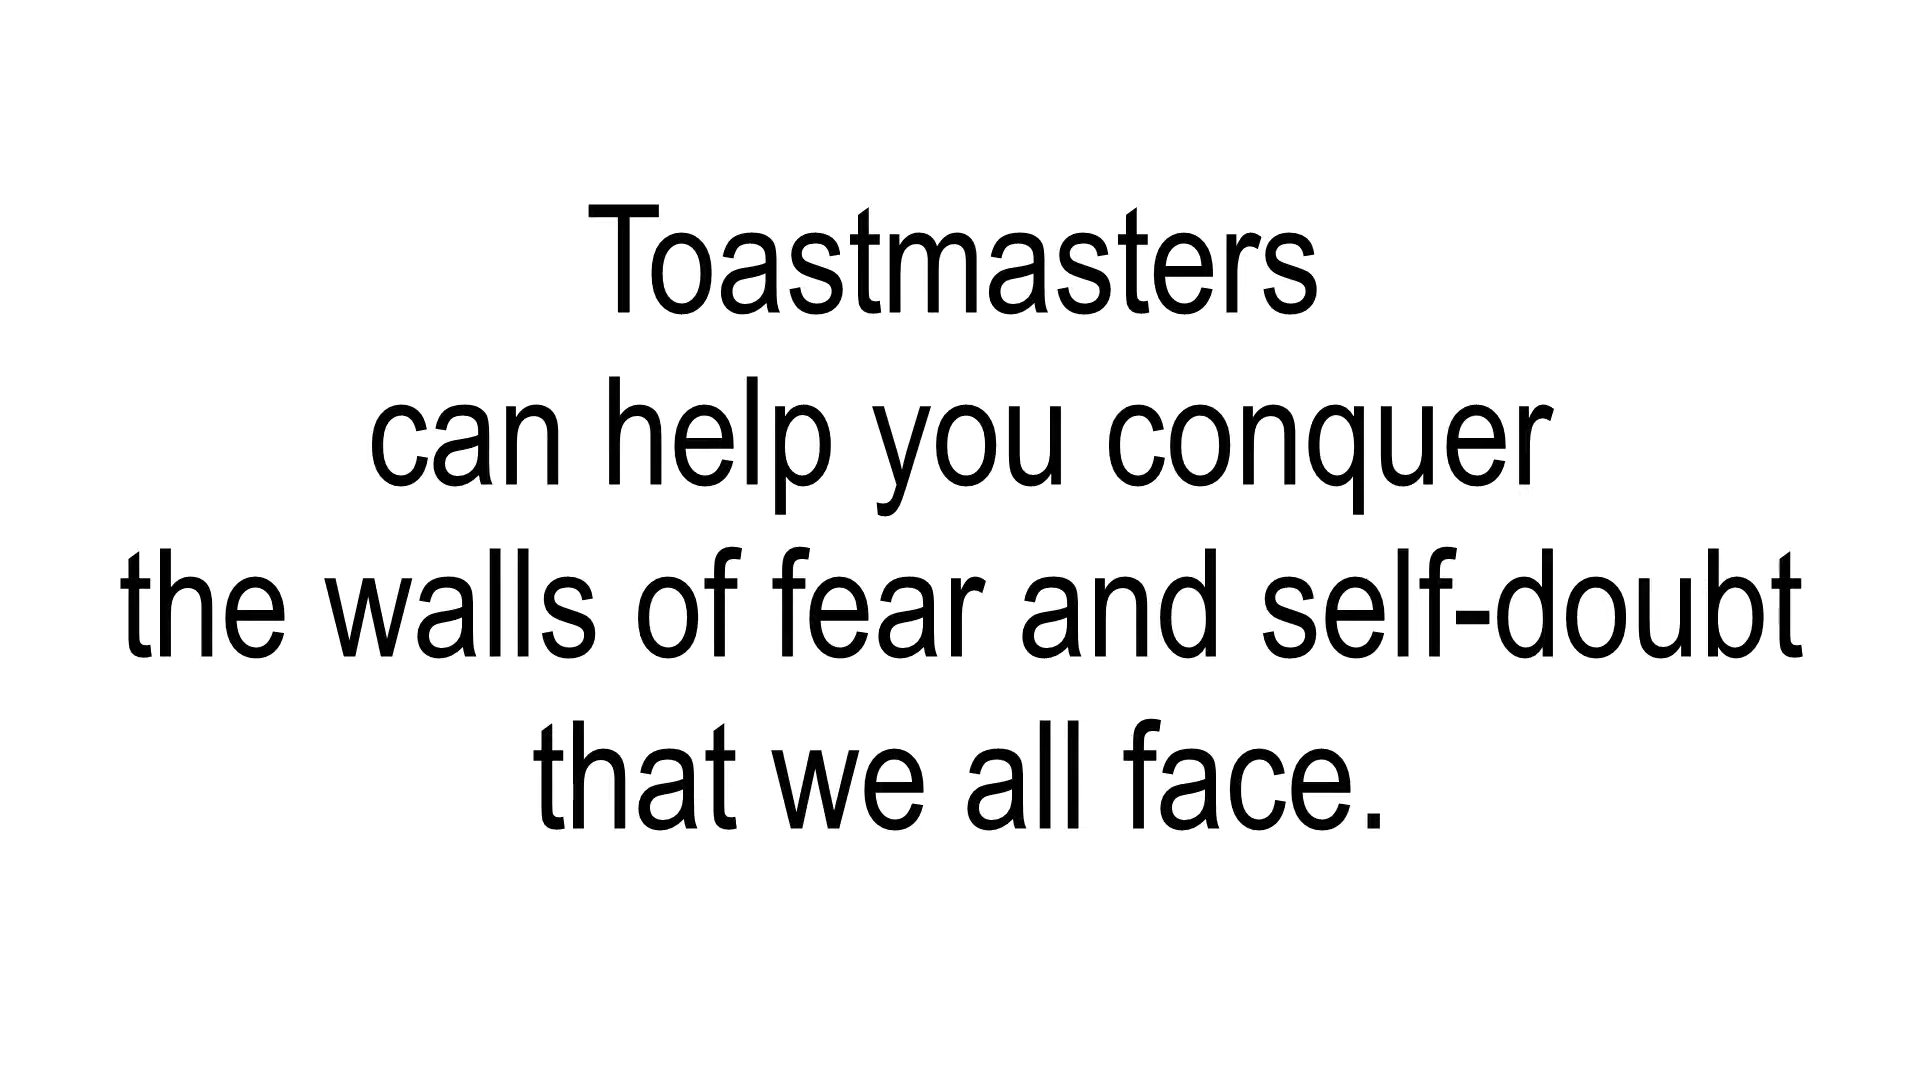 Toastmasters
can help you conquer
the walls of fear and self-doubt
that we all face.